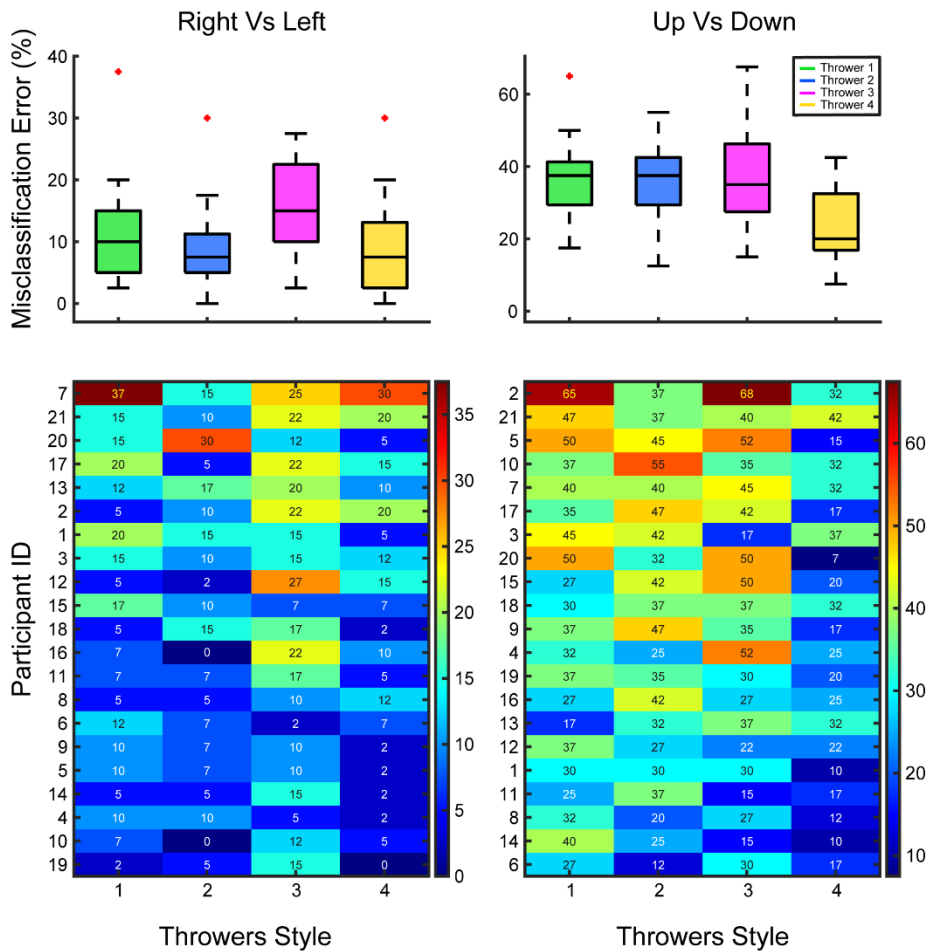 Right Vs Left
Up Vs Down
Misclassification Error (%)
40
30
20
10
0
60
40
20
0
Thrower 1
Thrower 2
Thrower 3
Thrower 4
Participant ID
7 37 15 25 30
21 15 10 22 20
20 15 30 12 5
17 20 5 22 15
13 12 17 20 10
2 5 10 22 20
1 20 15 15 5
3 15 10 15 12
12 5 2 27 15
15 17 10 7 7
18 5 15 17 2
16 7 0 22 10
11 7 7 17 5
8 5 5 10 12
6 12 7 2 7
9 10 7 10 2
5 10 7 10 2
14 5 5 15 2
4 10 10 5 2
10 7 0 12 5
19 2 5 15 0
1 2 3 4
Throwers Style
35
30
25
20
15
10
5
0
2 65 37 68 32
21 47 37 40 42
5 50 45 52 15
10 37 55 35 32
7 40 40 45 32
17 35 47 42 17
3 45 42 17 37
20 50 32 50 7
15 27 42 50 20
18 30 37 37 32
9 37 47 35 17
4 32 25 52 25
19 37 35 30 20
16 27 42 27 25
13 17 32 37 32
12 37 27 22 22
1 30 30 30 10
11 25 37 15 17
8 32 20 27 12
14 40 25 15 10
6 27 12 30 17
1 2 3 4
Throwers Style
60
50
40
30
20
10